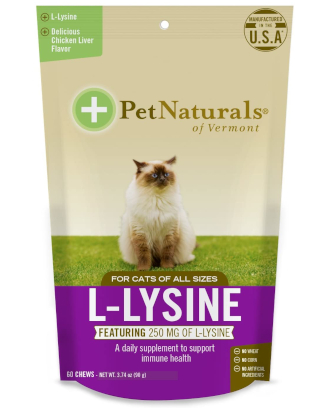 + L-Lysine
+ Delicious
Chicken Liver
Flavor
MANUFACTURED
IN THE
U.S.A*
PetNaturals®
of Vermont
FOR CATS OF ALL SIZES
L-LYSINE
FEATURING 250 MG OF L-LYSINE
A daily supplement to support
immune health
NO WHEAT
NO CORN
NO ARTIFICIAL
INGREDIENTS
60 CHEWS - NET WT. 3.74 oz (90 g)